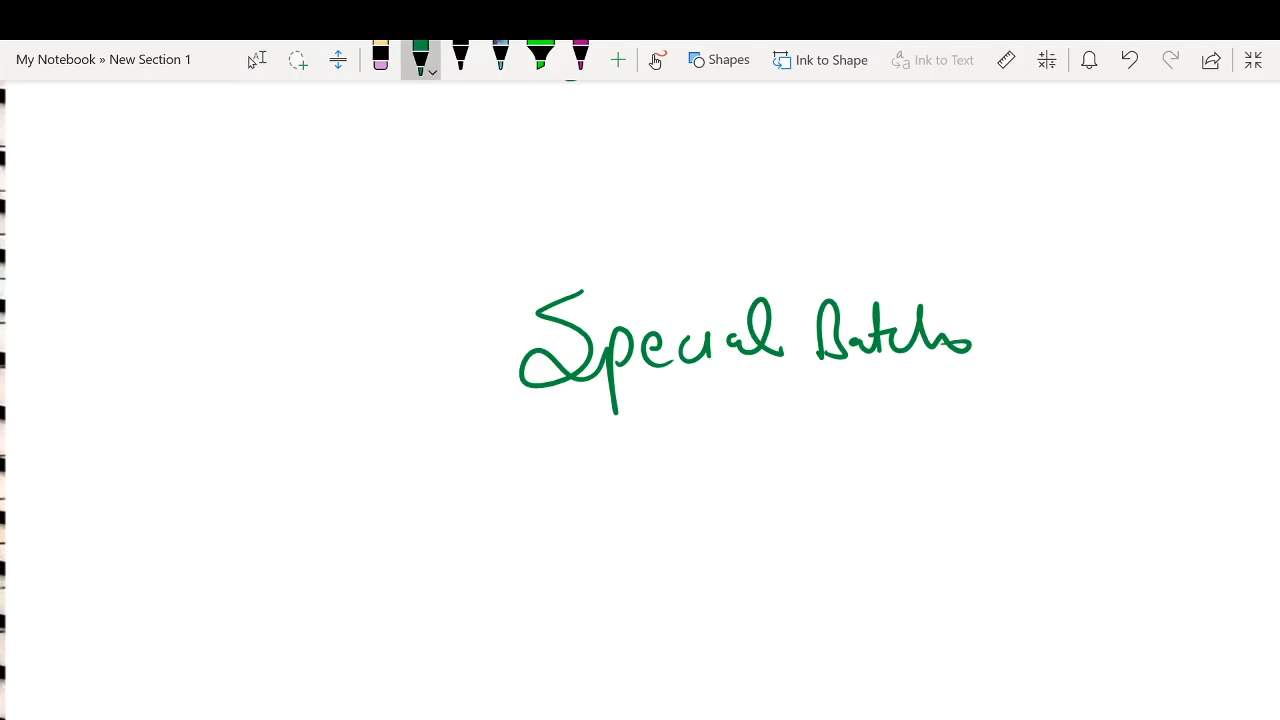 My Notebook » New Section 1
Shapes
Ink to Shape
Ink to Text
Special Batch